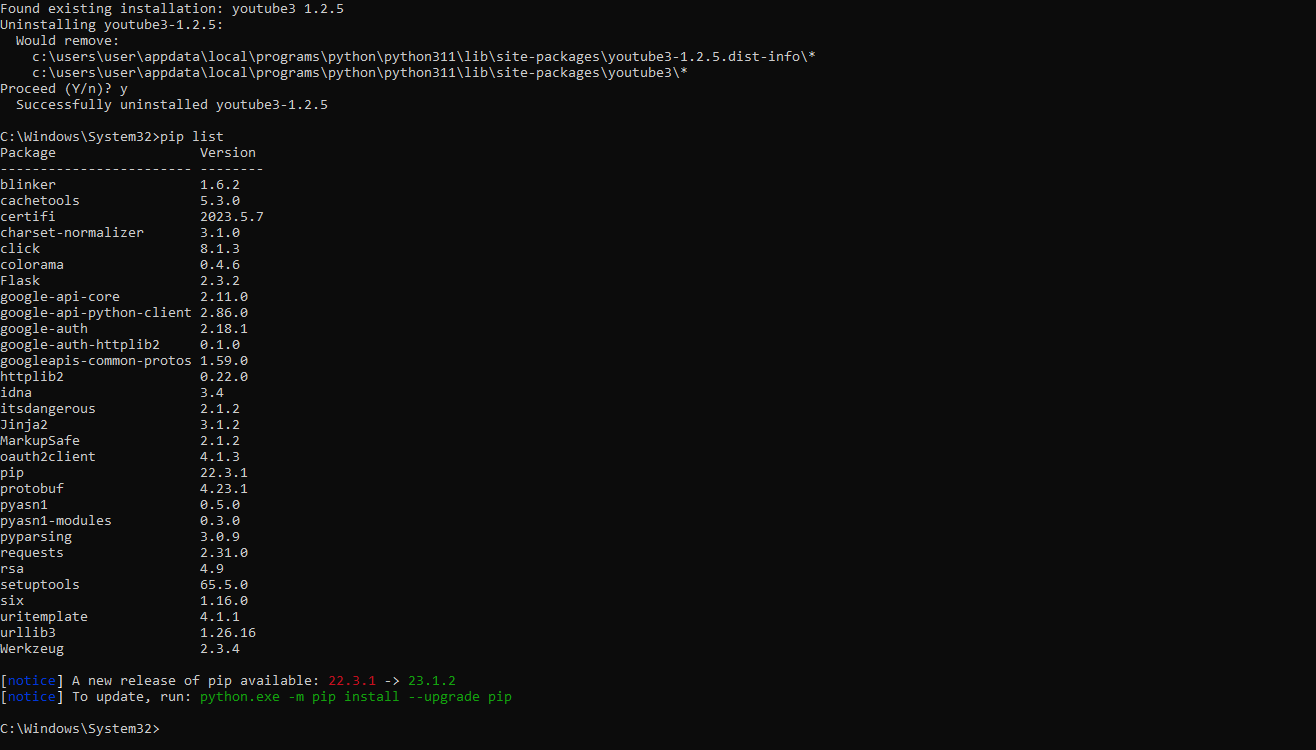 Found existing installation: youtube3 1.2.5
Uninstalling youtube3-1.2.5:
  Would remove:
    c:\users\user\appdata\local\programs\python\python311\lib\site-packages\youtube3-1.2.5.dist-info\*
    c:\users\user\appdata\local\programs\python\python311\lib\site-packages\youtube3\*
Proceed (Y/n)? y
  Successfully uninstalled youtube3-1.2.5
C:\Windows\System32>pip list
Package                  Version
------------------------ --------
blinker                  1.6.2
cachetools               5.3.0
certifi                  2023.5.7
charset-normalizer       3.1.0
click                    8.1.3
colorama                 0.4.6
Flask                    2.3.2
google-api-core          2.11.0
google-api-python-client 2.86.0
google-auth              2.18.1
google-auth-httplib2     0.1.0
googleapis-common-protos 1.59.0
httplib2                 0.22.0
idna                     3.4
itsdangerous             2.1.2
Jinja2                   3.1.2
MarkupSafe               2.1.2
oauth2client             4.1.3
pip                      22.3.1
protobuf                 4.23.1
pyasn1                   0.5.0
pyasn1-modules           0.3.0
pyparsing                3.0.9
requests                 2.31.0
rsa                      4.9
setuptools               65.5.0
six                      1.16.0
uritemplate              4.1.1
urllib3                  1.26.16
Werkzeug                 2.3.4
[notice] A new release of pip available: 22.3.1 -> 23.1.2
[notice] To update, run: python.exe -m pip install --upgrade pip
C:\Windows\System32>